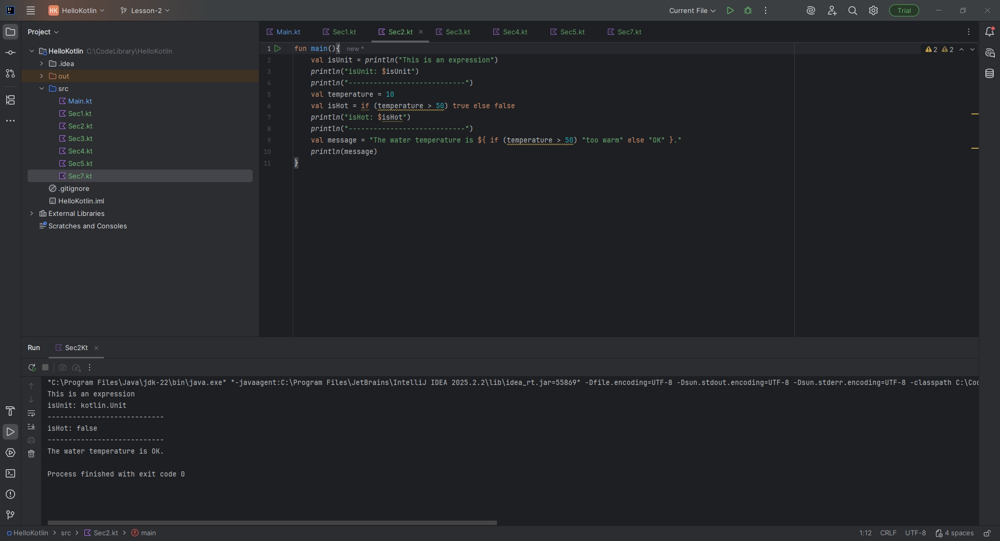 HK HelloKotlin Lesson-2 Current File Trial
Project
Main.kt Sec1.kt Sec2.kt Sec3.kt Sec4.kt Sec5.kt Sec7.kt
HelloKotlin C:\CodeLibrary\HelloKotlin
.idea
out
src
Main.kt
Sec1.kt
Sec2.kt
Sec3.kt
Sec4.kt
Sec5.kt
Sec7.kt
.gitignore
HelloKotlin.iml
External Libraries
Scratches and Consoles
1 fun main(){ new *
2 2
2 val isUnit = println("This is an expression")
3 println("isUnit: $isUnit")
4 println("----------------------------")
5 val temperature = 10
6 val isHot = if (temperature > 50) true else false
7 println("isHot: $isHot")
8 println("----------------------------")
9 val message = "The water temperature is ${ if (temperature > 50) "too warm" else "OK" }."
10 println(message)
11 }
Run Sec2Kt
"C:\Program Files\Java\jdk-22\bin\java.exe" "-javaagent:C:\Program Files\JetBrains\IntelliJ IDEA 2025.2.2\lib\idea_rt.jar=55869" -Dfile.encoding=UTF-8 -Dsun.stdout.encoding=UTF-8 -Dsun.stderr.encoding=UTF-8 -classpath C:\Cod
This is an expression
isUnit: kotlin.Unit
----------------------------
isHot: false
----------------------------
The water temperature is OK.
Process finished with exit code 0
HelloKotlin > src > Sec2.kt > main 1:12 CRLF UTF-8 4 spaces